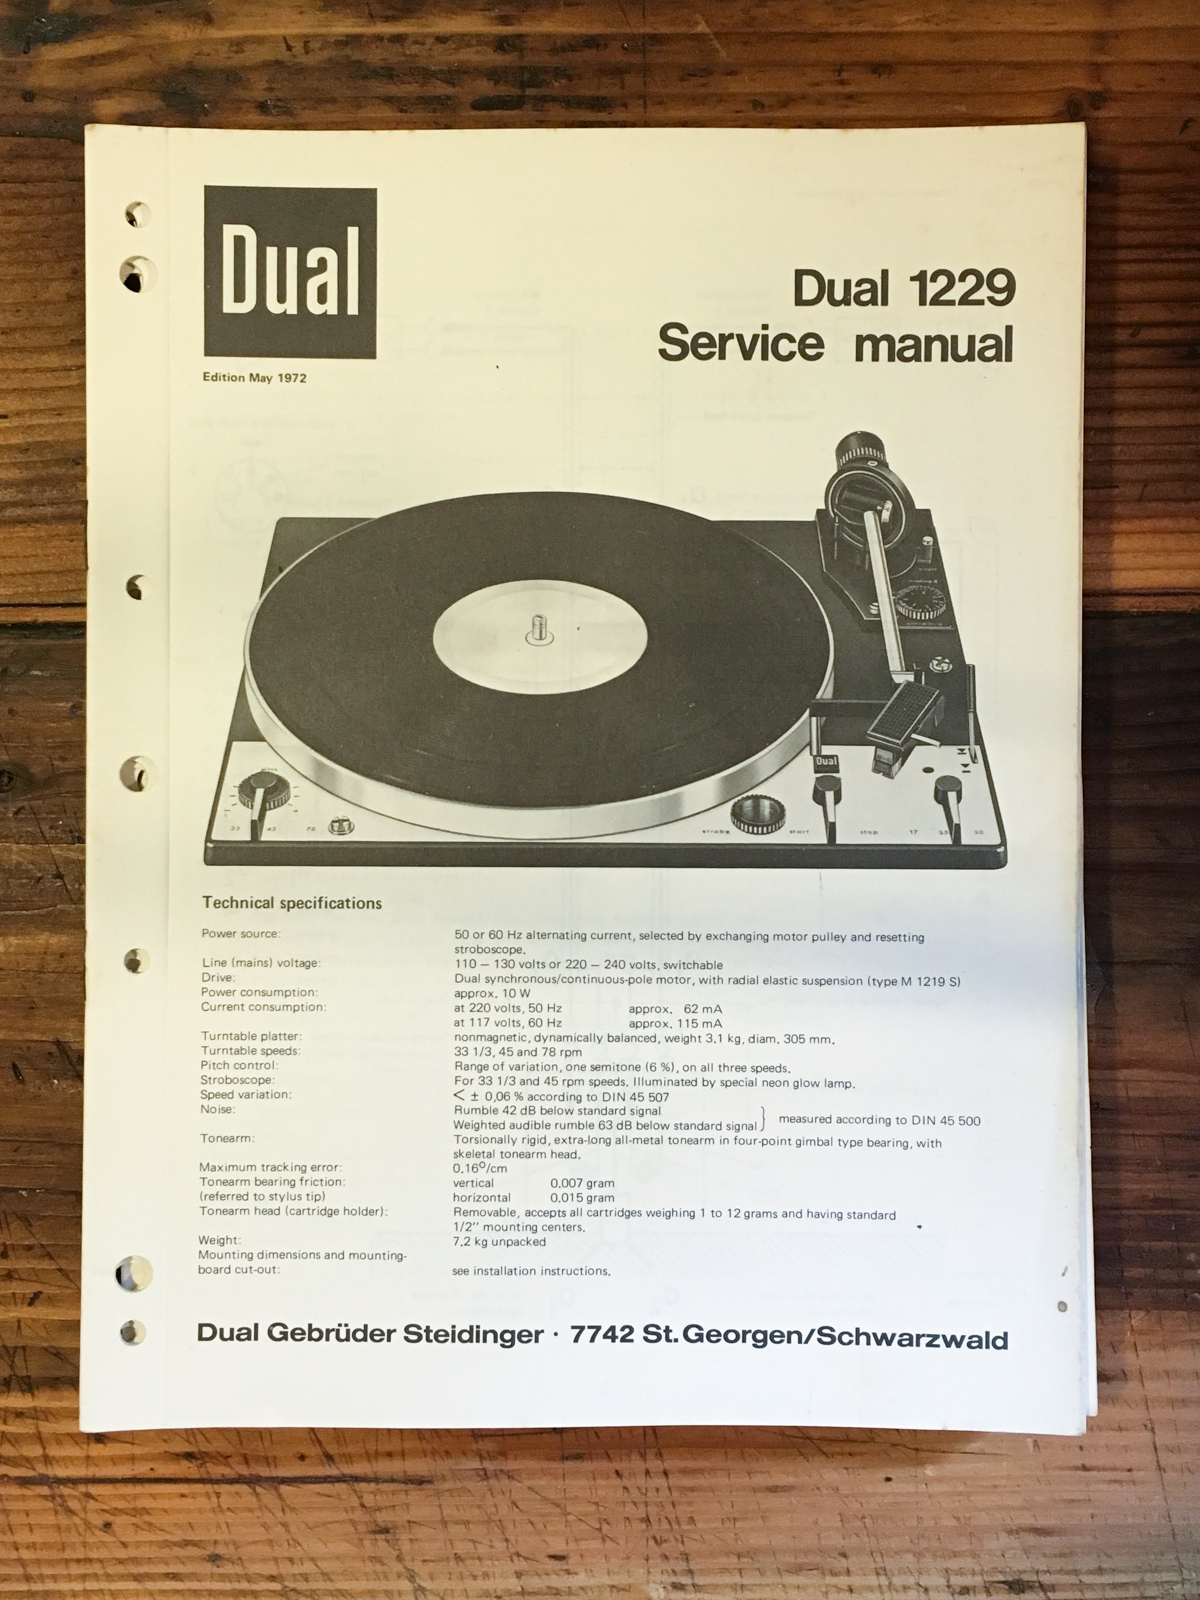 Dual
Dual 1229
Service manual
Edition May 1972
Dual
33 45 78
strobe start stop 17 25 30
Technical specifications
Power source: 50 or 60 Hz alternating current, selected by exchanging motor pulley and resetting
stroboscope.
Line (mains) voltage: 110 – 130 volts or 220 – 240 volts, switchable
Drive: Dual synchronous/continuous-pole motor, with radial elastic suspension (type M 1219 S)
Power consumption: approx. 10 W
Current consumption: at 220 volts, 50 Hz approx. 62 mA
at 117 volts, 60 Hz approx. 115 mA
Turntable platter: nonmagnetic, dynamically balanced, weight 3.1 kg, diam. 305 mm.
Turntable speeds: 33 1/3, 45 and 78 rpm
Pitch control: Range of variation, one semitone (6 %), on all three speeds.
Stroboscope: For 33 1/3 and 45 rpm speeds. Illuminated by special neon glow lamp.
Speed variation: < ± 0,06 % according to DIN 45 507
Noise: Rumble 42 dB below standard signal
Weighted audible rumble 63 dB below standard signal } measured according to DIN 45 500
Tonearm: Torsionally rigid, extra-long all-metal tonearm in four-point gimbal type bearing, with
skeletal tonearm head.
Maximum tracking error: 0.16°/cm
Tonearm bearing friction: vertical 0.007 gram
(referred to stylus tip) horizontal 0.015 gram
Tonearm head (cartridge holder): Removable, accepts all cartridges weighing 1 to 12 grams and having standard
1/2" mounting centers.
Weight: 7.2 kg unpacked
Mounting dimensions and mounting-
board cut-out: see installation instructions.
Dual Gebrüder Steidinger · 7742 St. Georgen/Schwarzwald